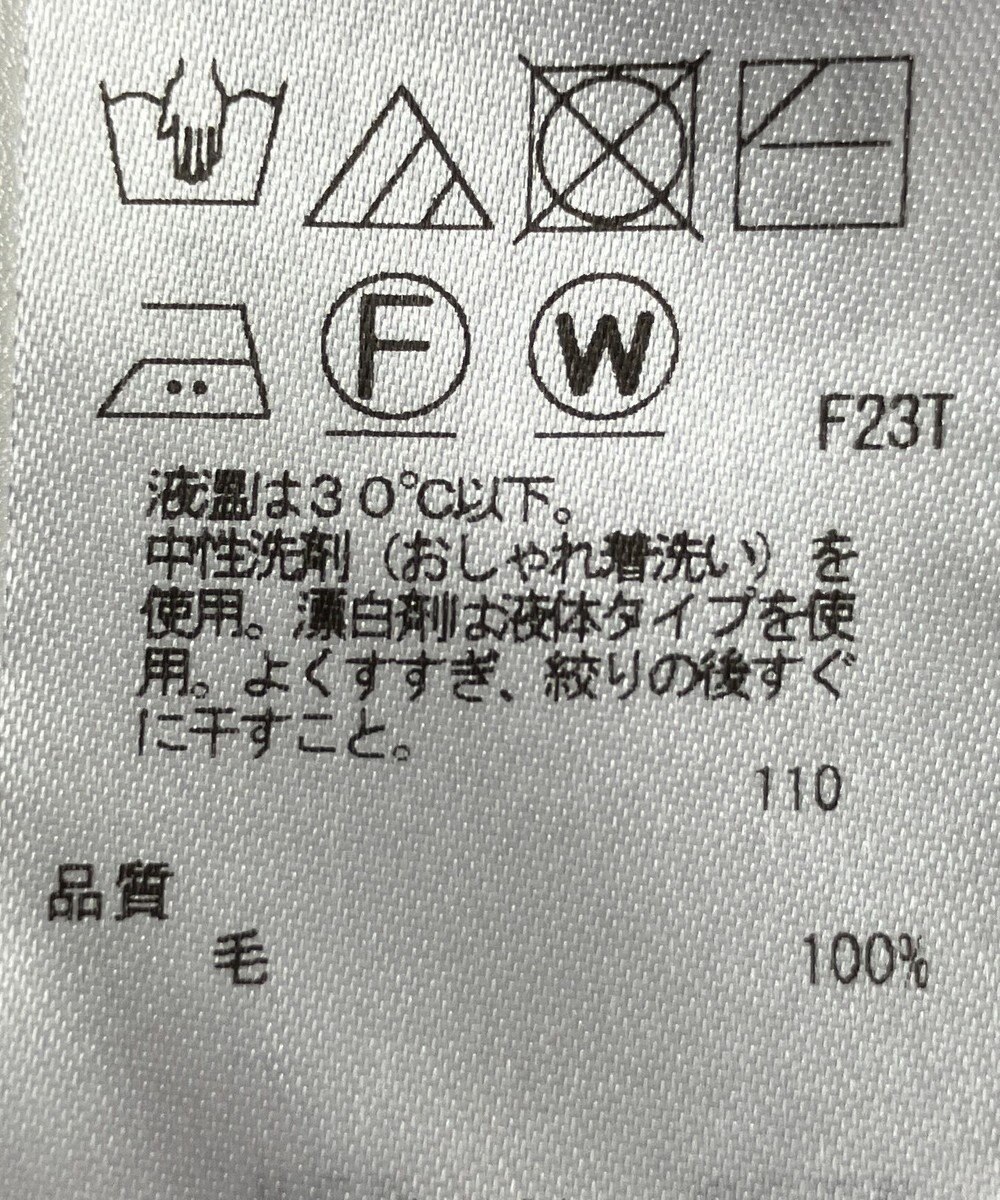 F
W
F23T
液温は30℃以下。
中性洗剤（おしゃれ着洗い）を
使用。漂白剤は液体タイプを使
用。よくすすぎ、絞りの後すぐ
に干すこと。
110
品質
毛 100%